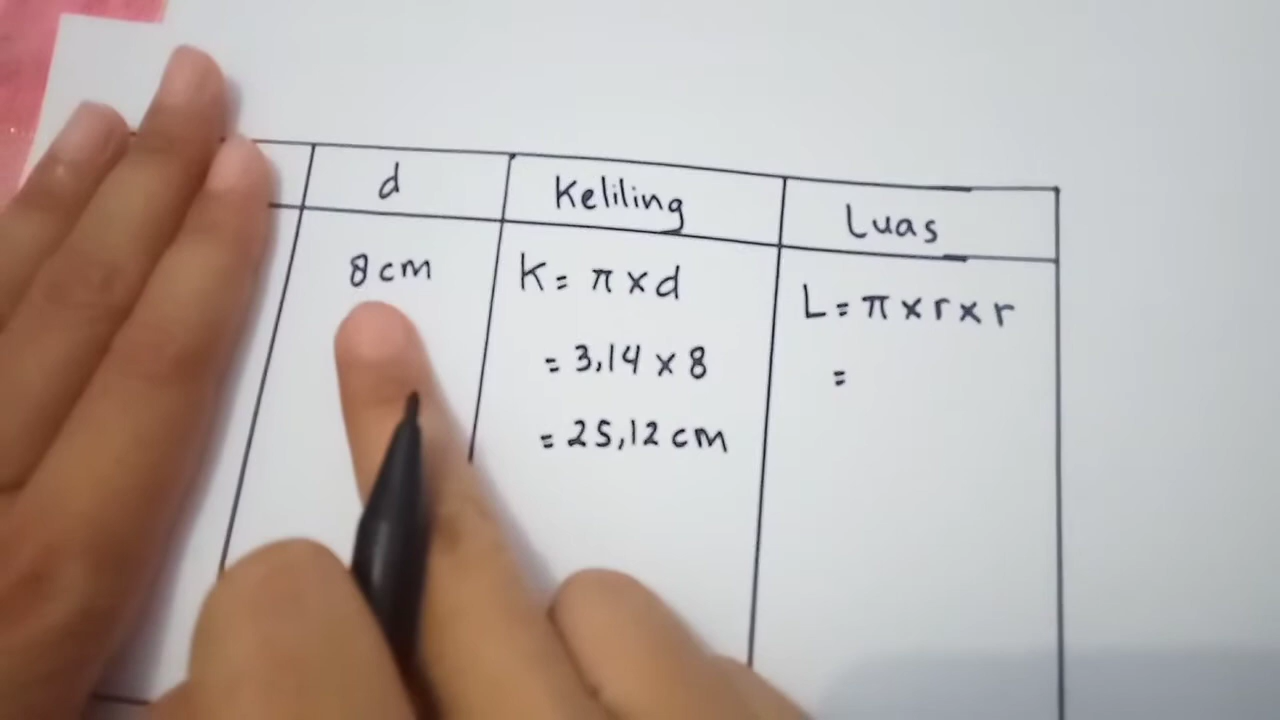 d
Keliling
Luas
8 cm
K = π x d
= 3,14 x 8
= 25,12 cm
L = π x r x r
=